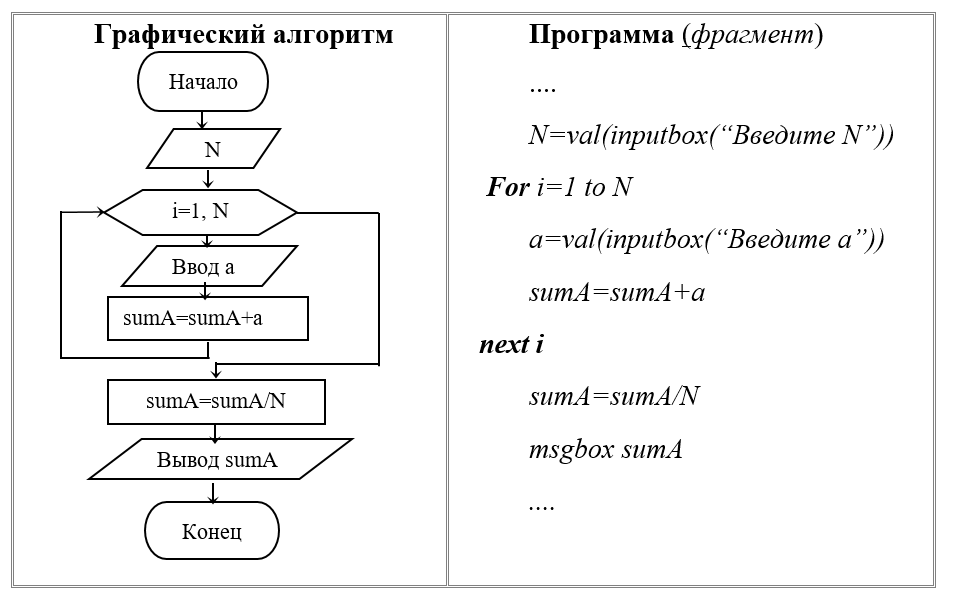 Графический алгоритм
Начало
N
i=1, N
Ввод a
sumA=sumA+a
sumA=sumA/N
Вывод sumA
Конец
Программа (фрагмент)
....
N=val(inputbox(“Введите N”))
For i=1 to N
a=val(inputbox(“Введите a”))
sumA=sumA+a
next i
sumA=sumA/N
msgbox sumA
....